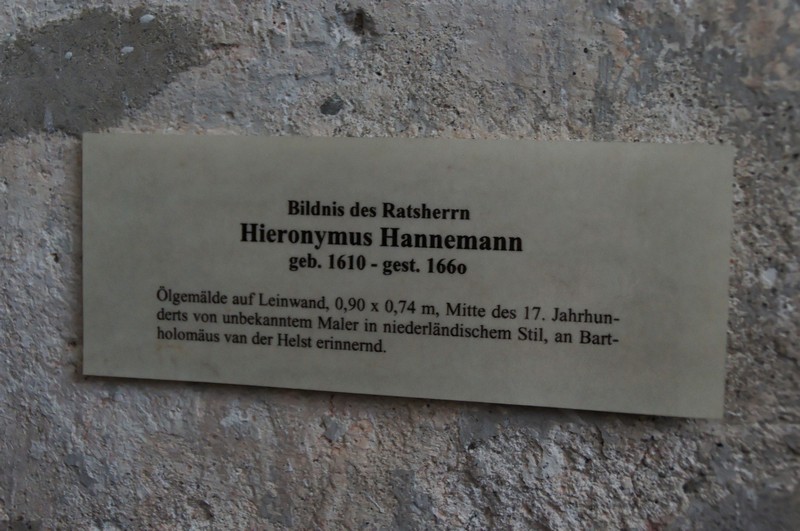 Bildnis des Ratsherrn
Hieronymus Hannemann
geb. 1610 - gest. 166o
Ölgemälde auf Leinwand, 0,90 x 0,74 m, Mitte des 17. Jahrhun-
derts von unbekanntem Maler in niederländischem Stil, an Bart-
holomäus van der Helst erinnernd.